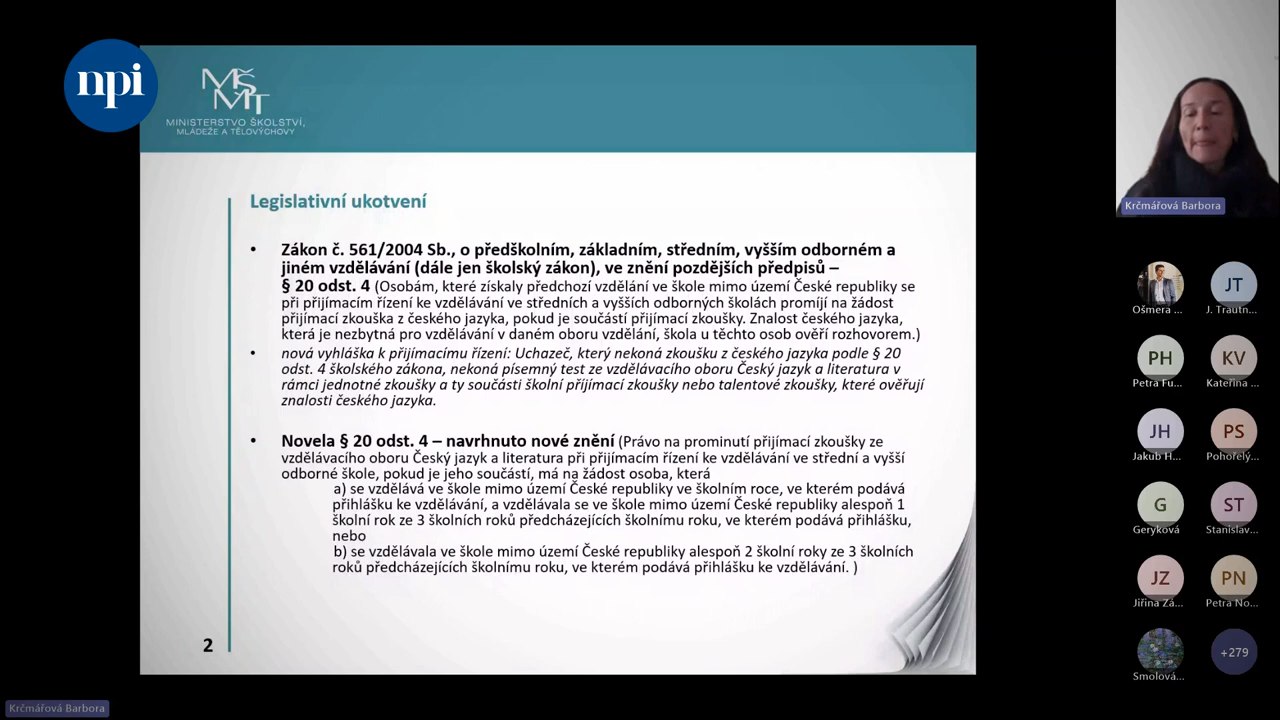 npi
MŠ
MT
MINISTERSTVO ŠKOLSTVÍ,
MLÁDEŽE A TĚLOVÝCHOVY
Legislativní ukotvení
• Zákon č. 561/2004 Sb., o předškolním, základním, středním, vyšším odborném a
jiném vzdělávání (dále jen školský zákon), ve znění pozdějších předpisů –
§ 20 odst. 4 (Osobám, které získaly předchozí vzdělání ve škole mimo území České republiky se
při přijímacím řízení ke vzdělávání ve středních a vyšších odborných školách promíjí na žádost
přijímací zkouška z českého jazyka, pokud je součástí přijímací zkoušky. Znalost českého jazyka,
která je nezbytná pro vzdělávání v daném oboru vzdělání, škola u těchto osob ověří rozhovorem.)
• nová vyhláška k přijímacímu řízení: Uchazeč, který nekoná zkoušku z českého jazyka podle § 20
odst. 4 školského zákona, nekoná písemný test ze vzdělávacího oboru Český jazyk a literatura v
rámci jednotné zkoušky a ty součásti školní příjímací zkoušky nebo talentové zkoušky, které ověřují
znalosti českého jazyka.
• Novela § 20 odst. 4 – navrhnuto nové znění (Právo na prominutí přijímací zkoušky ze
vzdělávacího oboru Český jazyk a literatura při přijímacím řízení ke vzdělávání ve střední a vyšší
odborné škole, pokud je jeho součástí, má na žádost osoba, která
a) se vzdělává ve škole mimo území České republiky ve školním roce, ve kterém podává
přihlášku ke vzdělávání, a vzdělávala se ve škole mimo území České republiky alespoň 1
školní rok ze 3 školních roků předcházejících školnímu roku, ve kterém podává přihlášku,
nebo
b) se vzdělávala ve škole mimo území České republiky alespoň 2 školní roky ze 3 školních
roků předcházejících školnímu roku, ve kterém podává přihlášku ke vzdělávání. )
2
Krčmářová Barbora
Ošmera ...
JT
J. Trautn...
PH
Petra Fu...
KV
Kateřina ...
JH
Jakub H...
PS
Pohořelý...
G
Geryková
ST
Stanislav...
JZ
Jiřina Zá...
PN
Petra No...
Smolová...
+279
Krčmářová Barbora